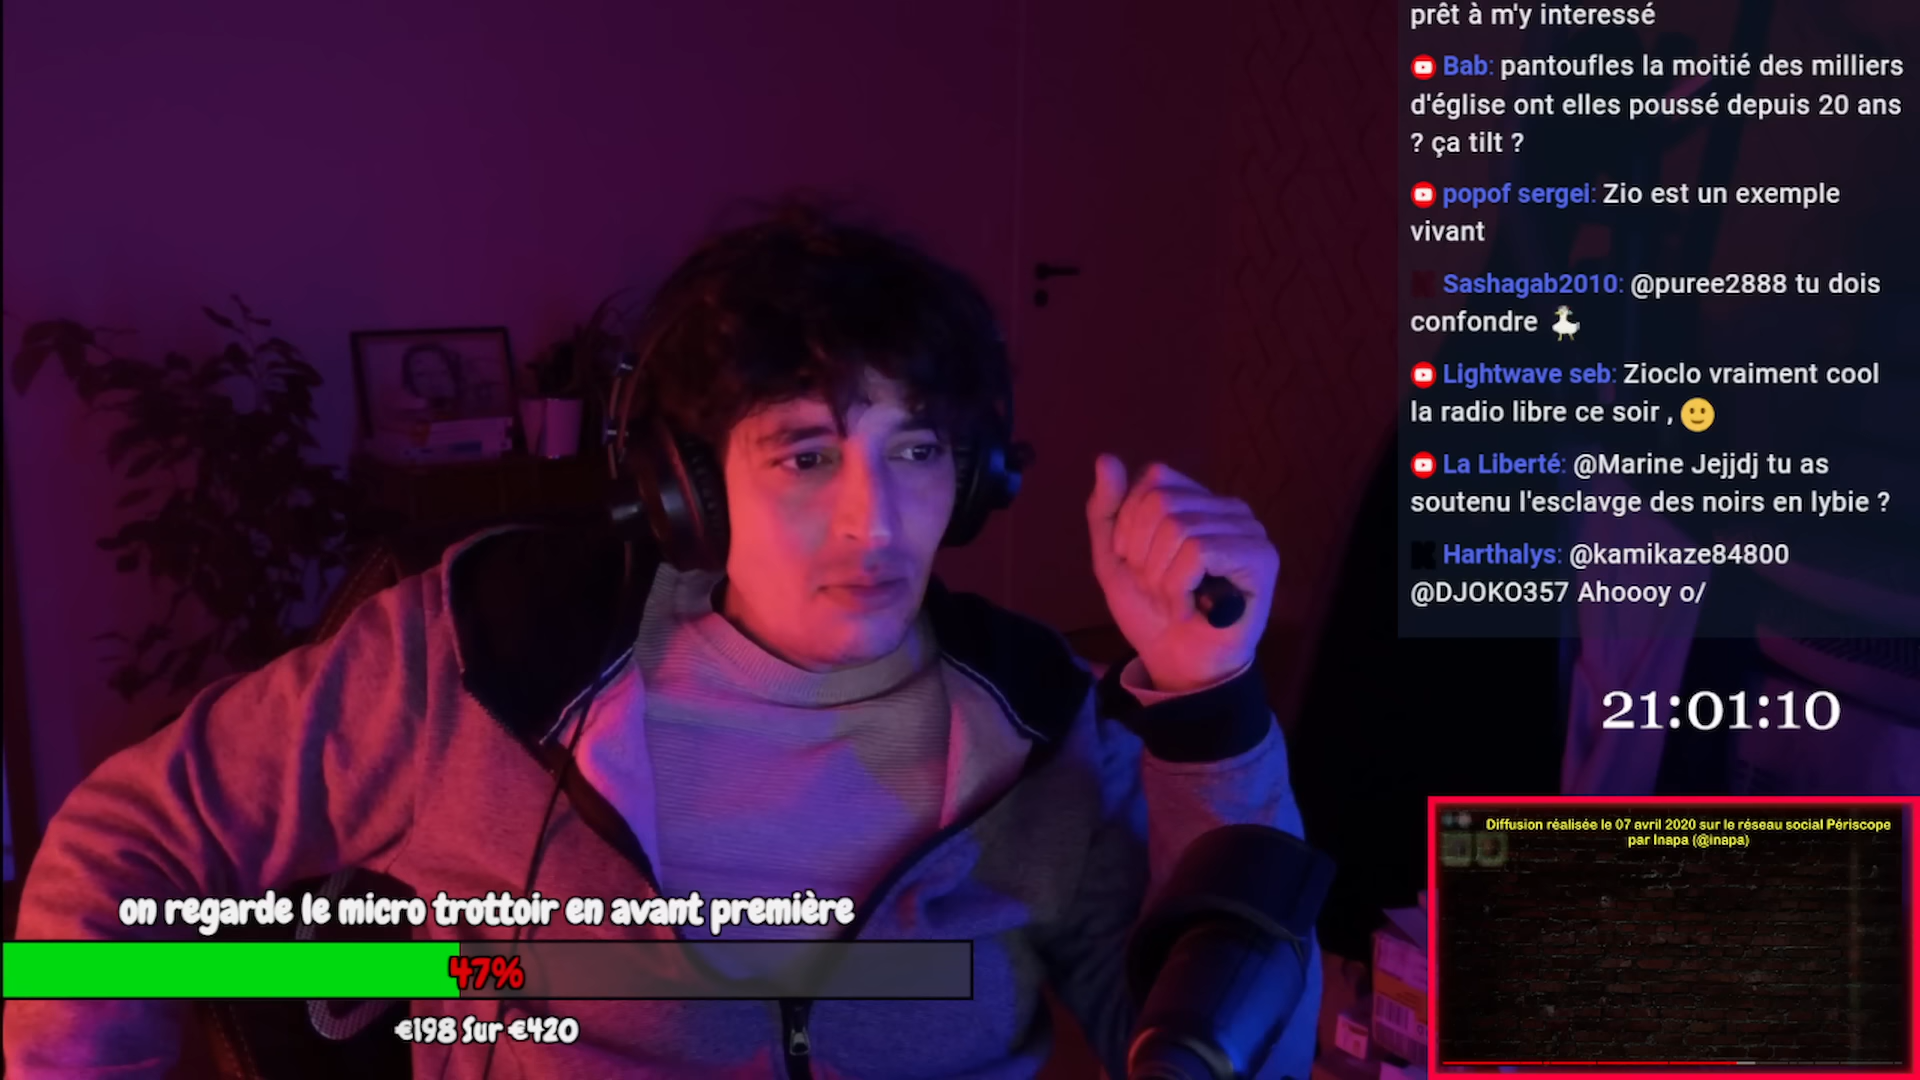 prêt à m'y interessé
Bab: pantoufles la moitié des milliers
d'église ont elles poussé depuis 20 ans
? ça tilt ?
popof sergei: Zio est un exemple
vivant
Sashagab2010: @puree2888 tu dois
confondre
Lightwave seb: Zioclo vraiment cool
la radio libre ce soir ,
La Liberté: @Marine Jejjdj tu as
soutenu l'esclavge des noirs en lybie ?
Harthalys: @kamikaze84800
@DJOKO357 Ahoooy o/
21:01:10
Diffusion réalisée le 07 avril 2020 sur le réseau social Périscope
par Inapa (@inapa)
on regarde le micro trottoir en avant première
47%
€198 Sur €420